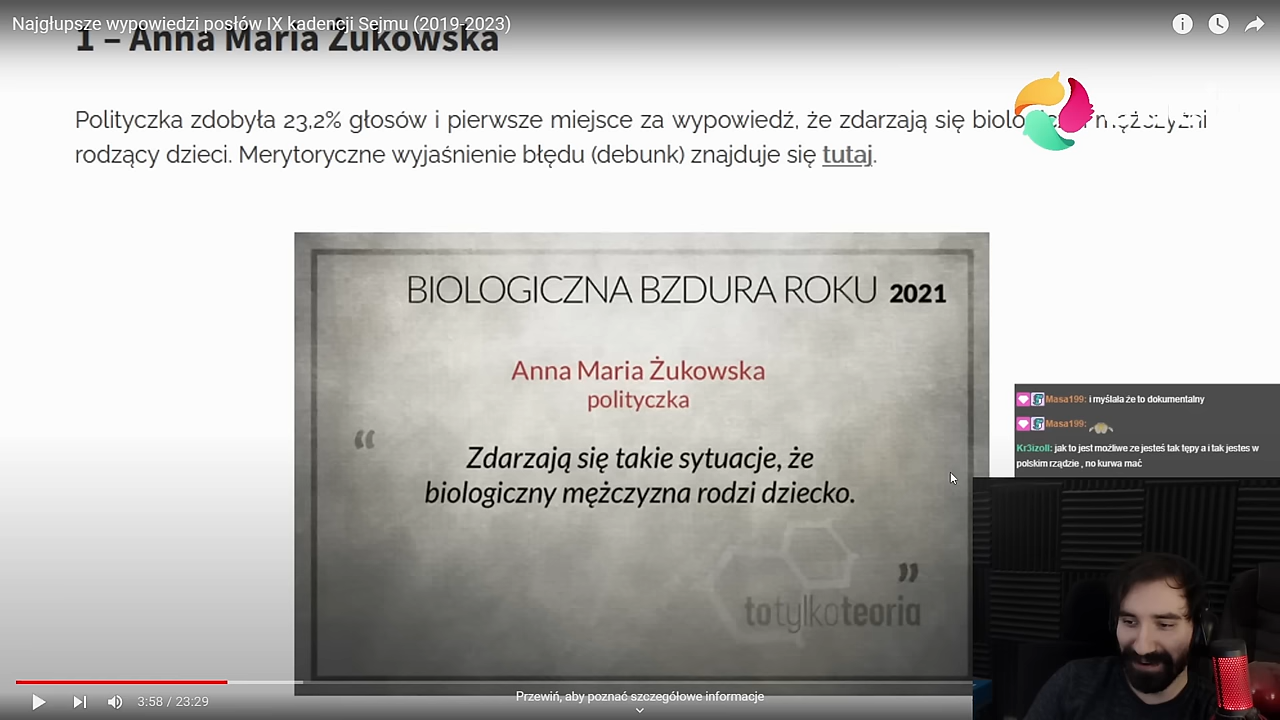 Najgłupsze wypowiedzi posłów IX kadencji Sejmu (2019-2023)
1 – Anna Maria Żukowska
Polityczka zdobyła 23,2% głosów i pierwsze miejsce za wypowiedź, że zdarzają się
rodzący dzieci. Merytoryczne wyjaśnienie błędu (debunk) znajduje się tutaj.
BIOLOGICZNA BZDURA ROKU 2021
Anna Maria Żukowska
polityczka
“
Zdarzają się takie sytuacje, że
biologiczny mężczyzna rodzi dziecko.
”
totylkoteoria
Masa199: i myślała że to dokumentalny
Masa199:
Kr3izoll: jak to jest możliwe ze jesteś tak tępy a i tak jestes w
polskim rządzie , no kurwa mać
3:58 / 23:29
Przewiń, aby poznać szczegółowe informacje